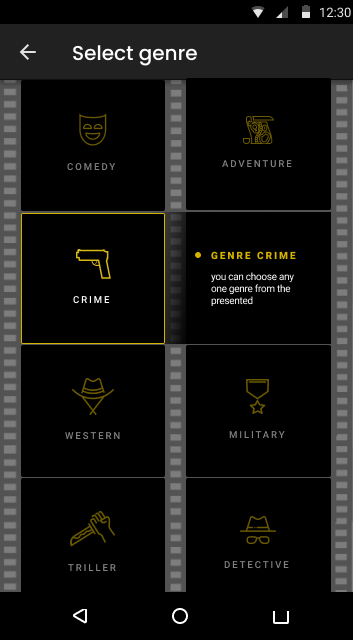 12:30
Select genre
COMEDY
ADVENTURE
CRIME
GENRE CRIME
you can choose any
one genre from the
presented
WESTERN
MILITARY
TRILLER
DETECTIVE